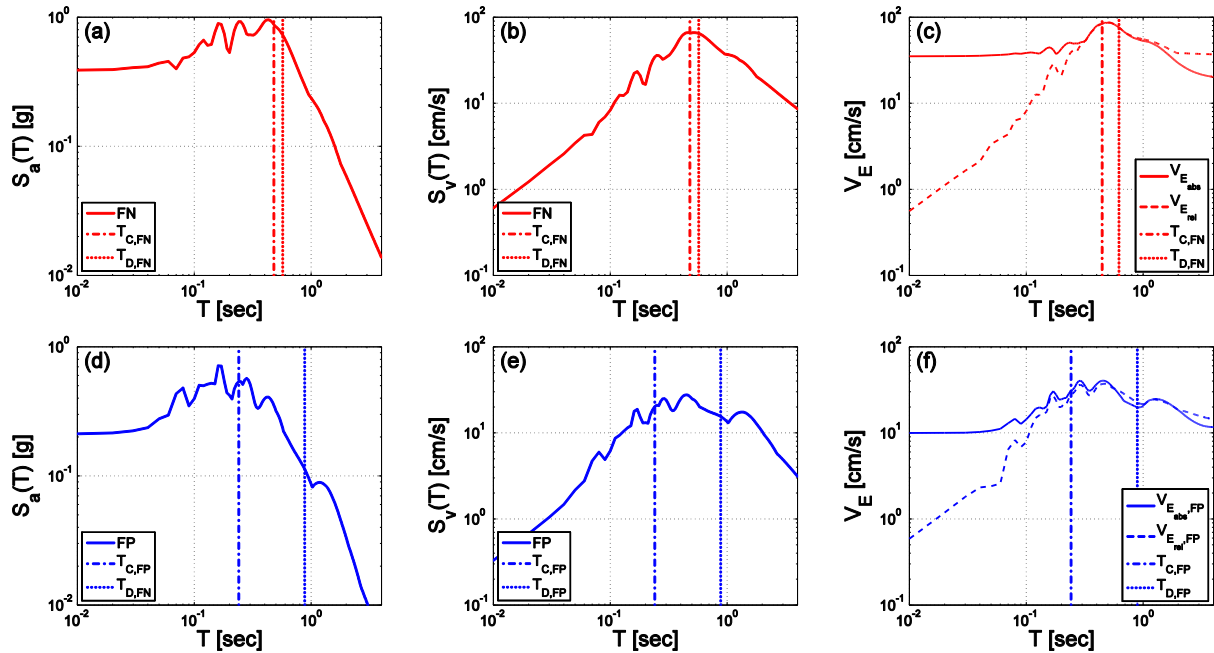 (a)
S_a(T) [g]
10^0
10^-1
10^-2
10^-2
10^-1
10^0
T [sec]
FN
T_C,FN
T_D,FN
(b)
S_v(T) [cm/s]
10^2
10^1
10^0
10^-1
10^-2
10^-1
10^0
T [sec]
FN
T_C,FN
T_D,FN
(c)
V_E [cm/s]
10^2
10^1
10^0
10^-1
10^-2
10^-1
10^0
T [sec]
V_E_abs
V_E_rel
T_C,FN
T_D,FN
(d)
S_a(T) [g]
10^0
10^-1
10^-2
10^-2
10^-1
10^0
T [sec]
FP
T_C,FP
T_D,FN
(e)
S_v(T) [cm/s]
10^2
10^1
10^0
10^-1
10^-2
10^-1
10^0
T [sec]
FP
T_C,FP
T_D,FP
(f)
V_E [cm/s]
10^2
10^1
10^0
10^-1
10^-2
10^-1
10^0
T [sec]
V_E_abs,FP
V_E_rel,FP
T_C,FP
T_D,FP